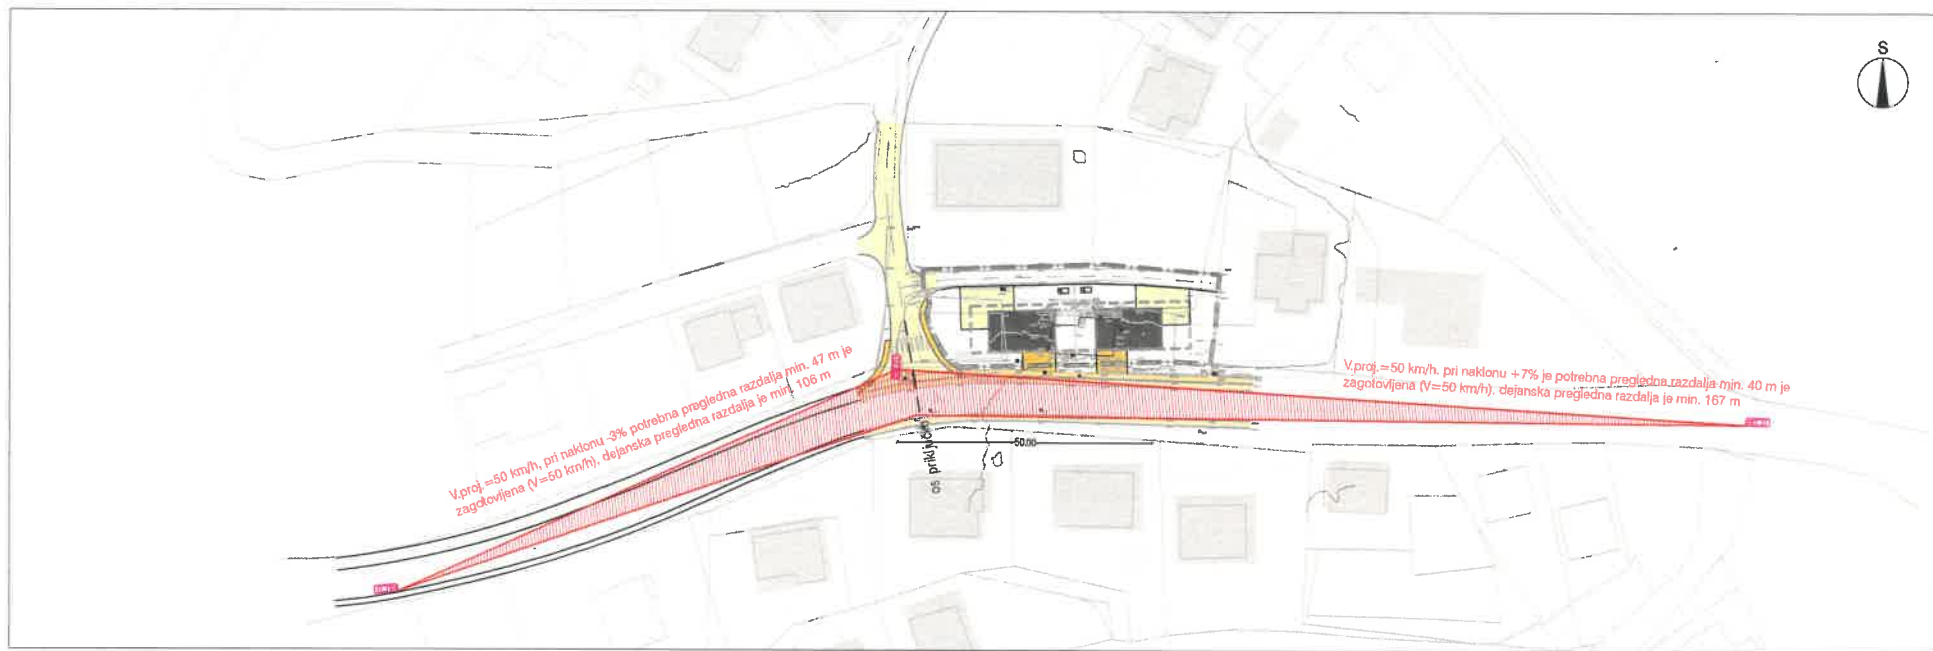 S
V.proj.=50 km/h, pri naklonu -3% potrebna pregledna razdalja min. 47 m je
zagotovljena (V=50 km/h), dejanska pregledna razdalja je min. 106 m
V.proj.=50 km/h. pri naklonu +7% je potrebna pregledna razdalja min. 40 m je
zagotovljena (V=50 km/h). dejanska pregledna razdalja je min. 167 m
50.00
os priključka